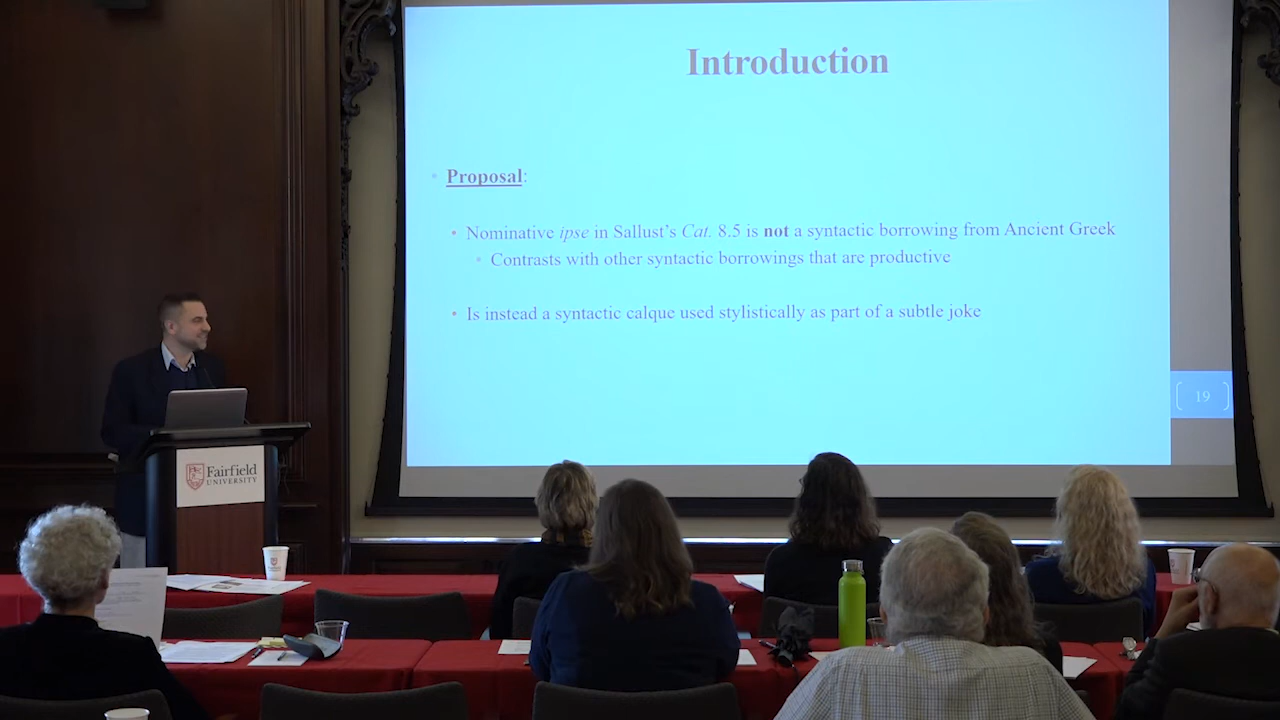 Introduction
Proposal:
Nominative ipse in Sallust's Cat. 8.5 is not a syntactic borrowing from Ancient Greek
Contrasts with other syntactic borrowings that are productive
Is instead a syntactic calque used stylistically as part of a subtle joke
19
Fairfield
UNIVERSITY